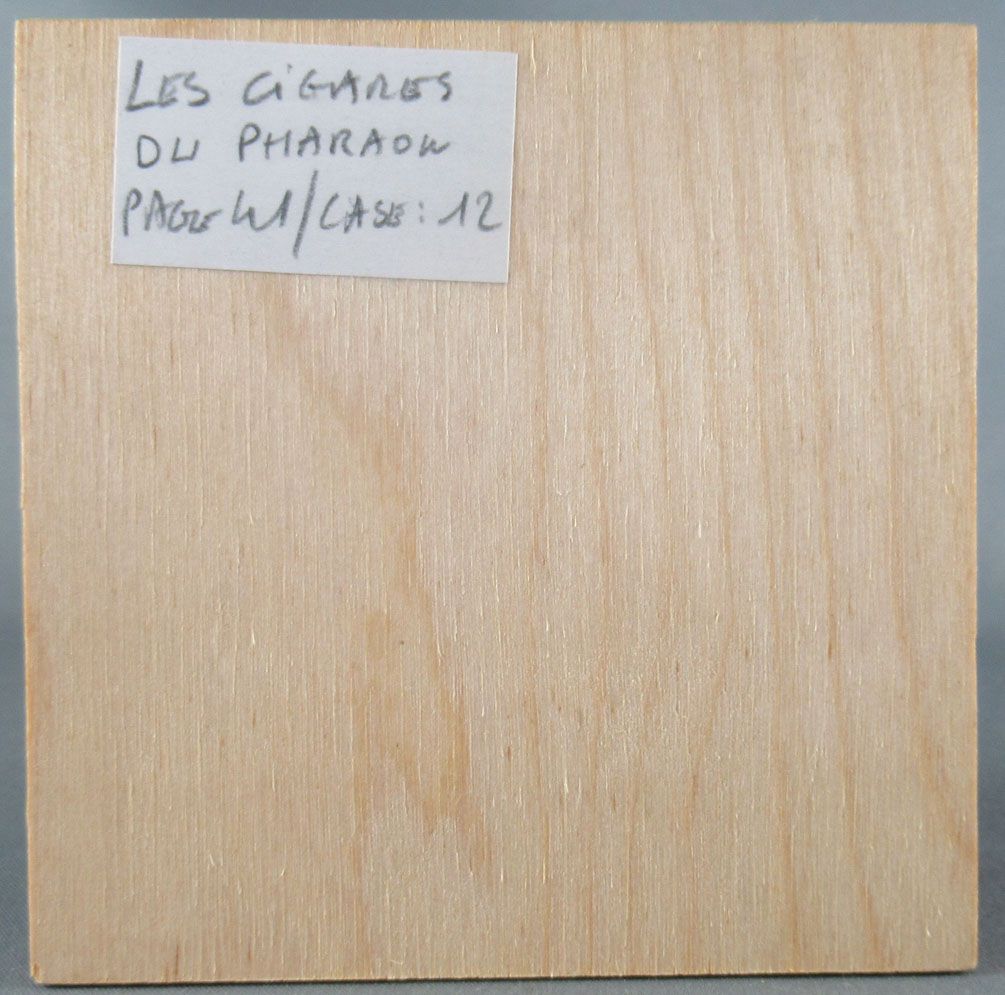 LES CIGARES
DU PHARAON
PAGE 41/CASE: 12